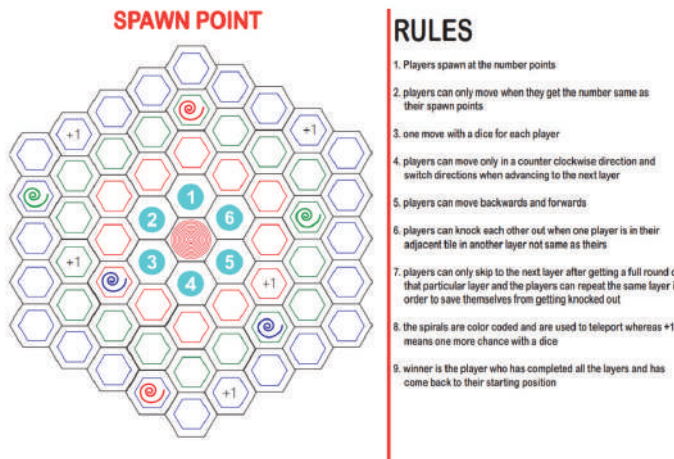 SPAWN POINT
+1
+1
1
2
6
+1
3
5
4
+1
+1
RULES
1. Players spawn at the number points
2. players can only move when they get the number same as
their spawn points
3. one move with a dice for each player
4. players can move only in a counter clockwise direction and
switch directions when advancing to the next layer
5. players can move backwards and forwards
6. players can knock each other out when one player is in their
adjacent tile in another layer not same as theirs
7. players can only skip to the next layer after getting a full round o
that particular layer and the players can repeat the same layer i
order to save themselves from getting knocked out
8. the spirals are color coded and are used to teleport whereas +1
means one more chance with a dice
9. winner is the player who has completed all the layers and has
come back to their starting position